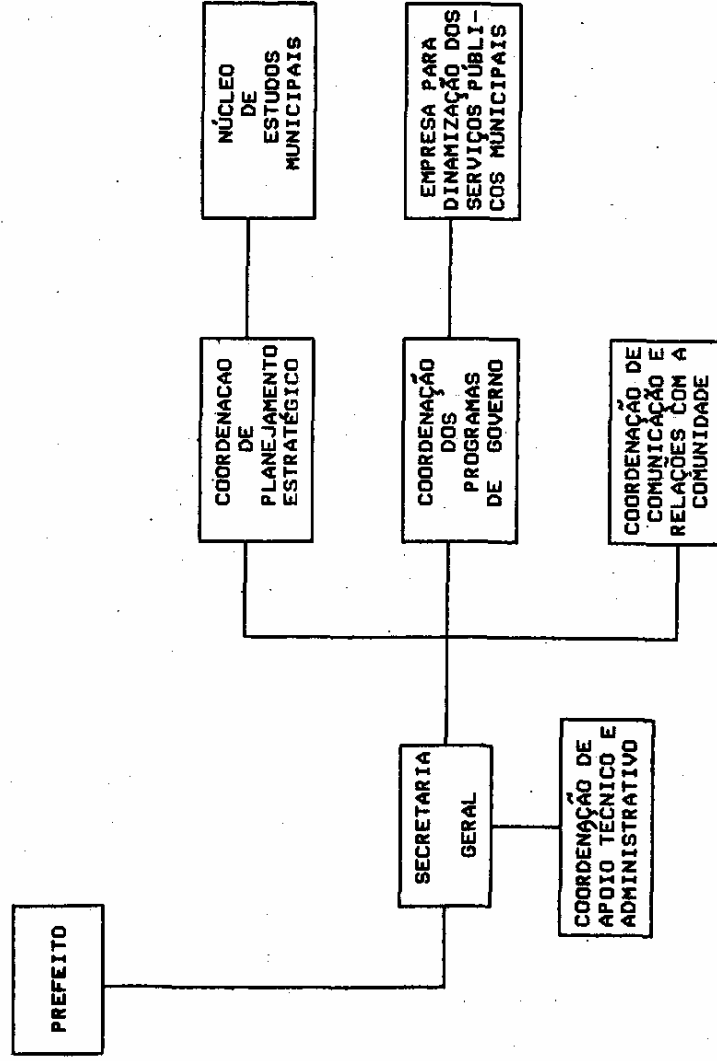 PREFEITO
SECRETARIA
GERAL
COORDENAÇÃO DE
APOIO TÉCNICO E
ADMINISTRATIVO
COORDENACAO
DE
PLANEJAMENTO
ESTRATÉGICO
COORDENAÇÃO
DOS
PROGRAMAS
DE GOVERNO
COORDENAÇÃO DE
COMUNICAÇÃO E
RELAÇÕES COM A
COMUNIDADE
NÚCLEO
DE
ESTUDOS
MUNICIPAIS
EMPRESA PARA
DINAMIZAÇÃO DOS
SERVIÇOS PÚBLI-
COS MUNICIPAIS